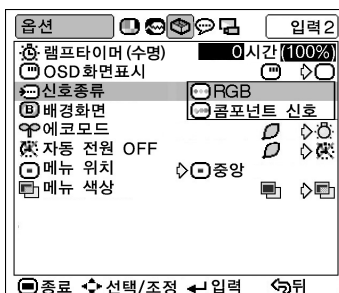 옵션 입력2
램프타이머(수명) 0시간(100%)
OSD화면표시
신호종류 RGB
배경화면 콤포넌트 신호
에코모드
자동 전원 OFF
메뉴 위치 중앙
메뉴 색상
종료 선택/조정 입력 뒤